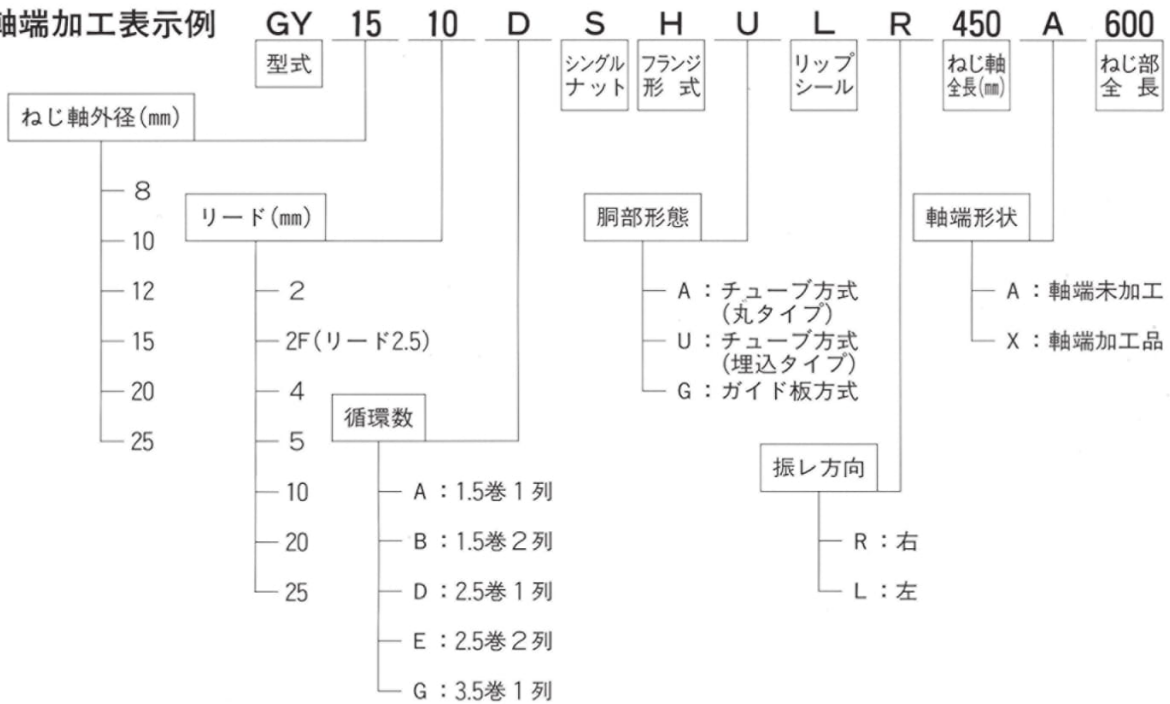 軸端加工表示例 GY 15 10 D S H U L R 450 A 600
型式
シングル
ナット
フランジ
形 式
リップ
シール
ねじ軸
全長(㎜)
ねじ部
全 長
ねじ軸外径(㎜)
8
10
12
15
20
25
リード(㎜)
2
2F(リード2.5)
4
5
10
20
25
循環数
A:1.5巻1列
B:1.5巻2列
D:2.5巻1列
E:2.5巻2列
G:3.5巻1列
胴部形態
A:チューブ方式
(丸タイプ)
U:チューブ方式
(埋込タイプ)
G:ガイド板方式
振レ方向
R:右
L:左
軸端形状
A:軸端未加工
X:軸端加工品